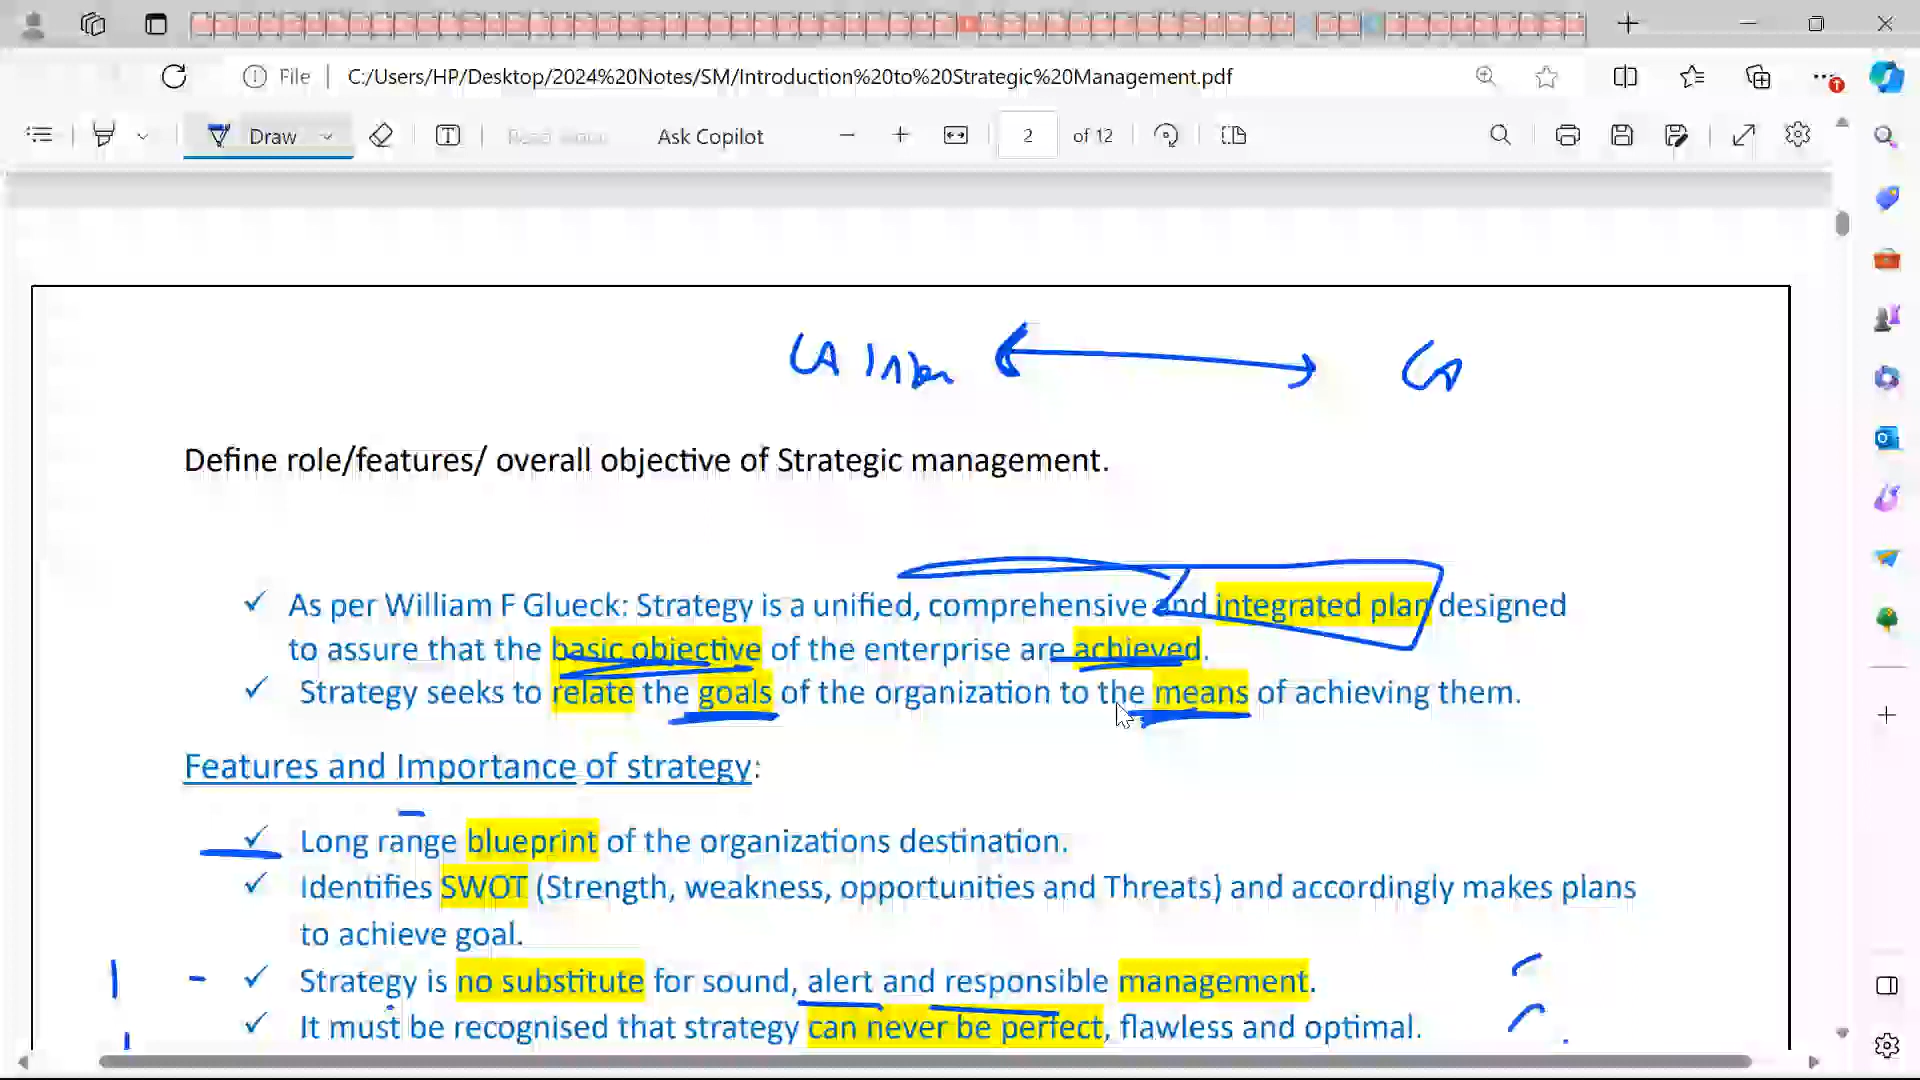 File
C:/Users/HP/Desktop/2024%20Notes/SM/Introduction%20to%20Strategic%20Management.pdf
Draw
Ask Copilot
2
of 12
CA Inter
CA
Define role/features/ overall objective of Strategic management.
As per William F Glueck: Strategy is a unified, comprehensive and integrated plan designed
to assure that the basic objective of the enterprise are achieved.
Strategy seeks to relate the goals of the organization to the means of achieving them.
Features and Importance of strategy:
Long range blueprint of the organizations destination.
Identifies SWOT (Strength, weakness, opportunities and Threats) and accordingly makes plans
to achieve goal.
Strategy is no substitute for sound, alert and responsible management.
It must be recognised that strategy can never be perfect, flawless and optimal.